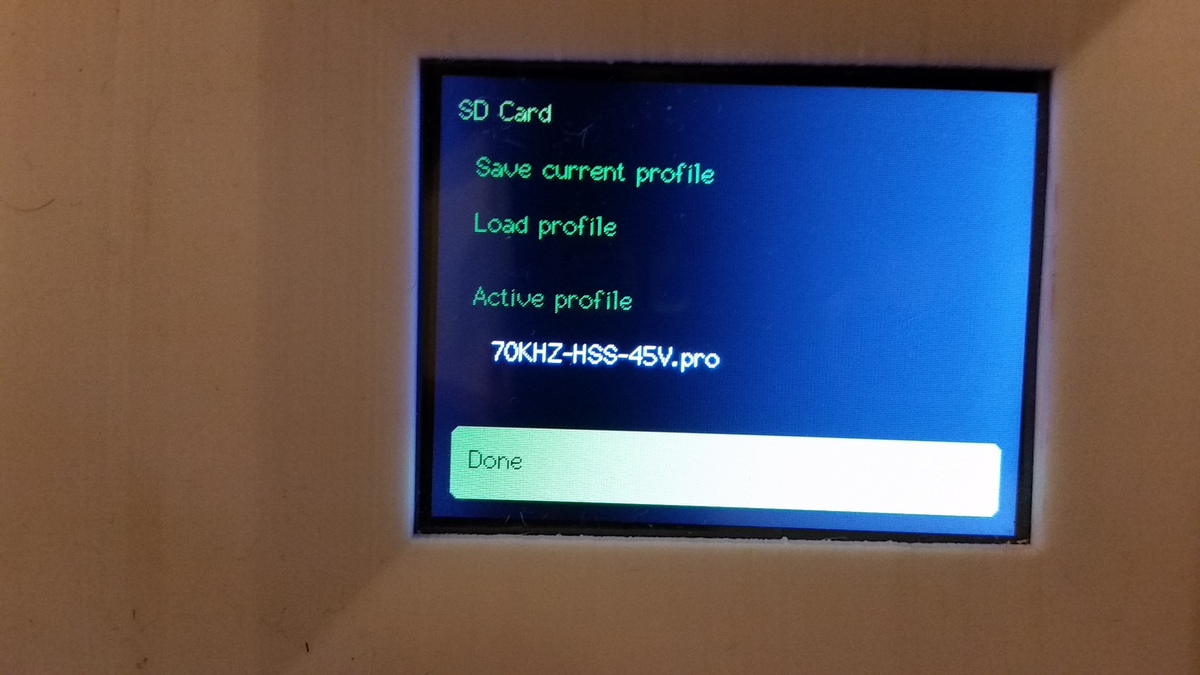 SD Card
Save current profile
Load profile
Active profile
70KHZ-HSS-45V.pro
Done